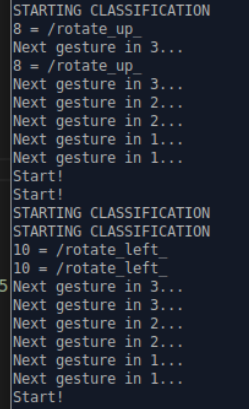 STARTING CLASSIFICATION
8 = /rotate_up_
Next gesture in 3...
8 = /rotate_up_
Next gesture in 3...
Next gesture in 2...
Next gesture in 2...
Next gesture in 1...
Next gesture in 1...
Start!
Start!
STARTING CLASSIFICATION
STARTING CLASSIFICATION
10 = /rotate_left_
10 = /rotate_left_
5 Next gesture in 3...
Next gesture in 3...
Next gesture in 2...
Next gesture in 2...
Next gesture in 1...
Next gesture in 1...
Start!